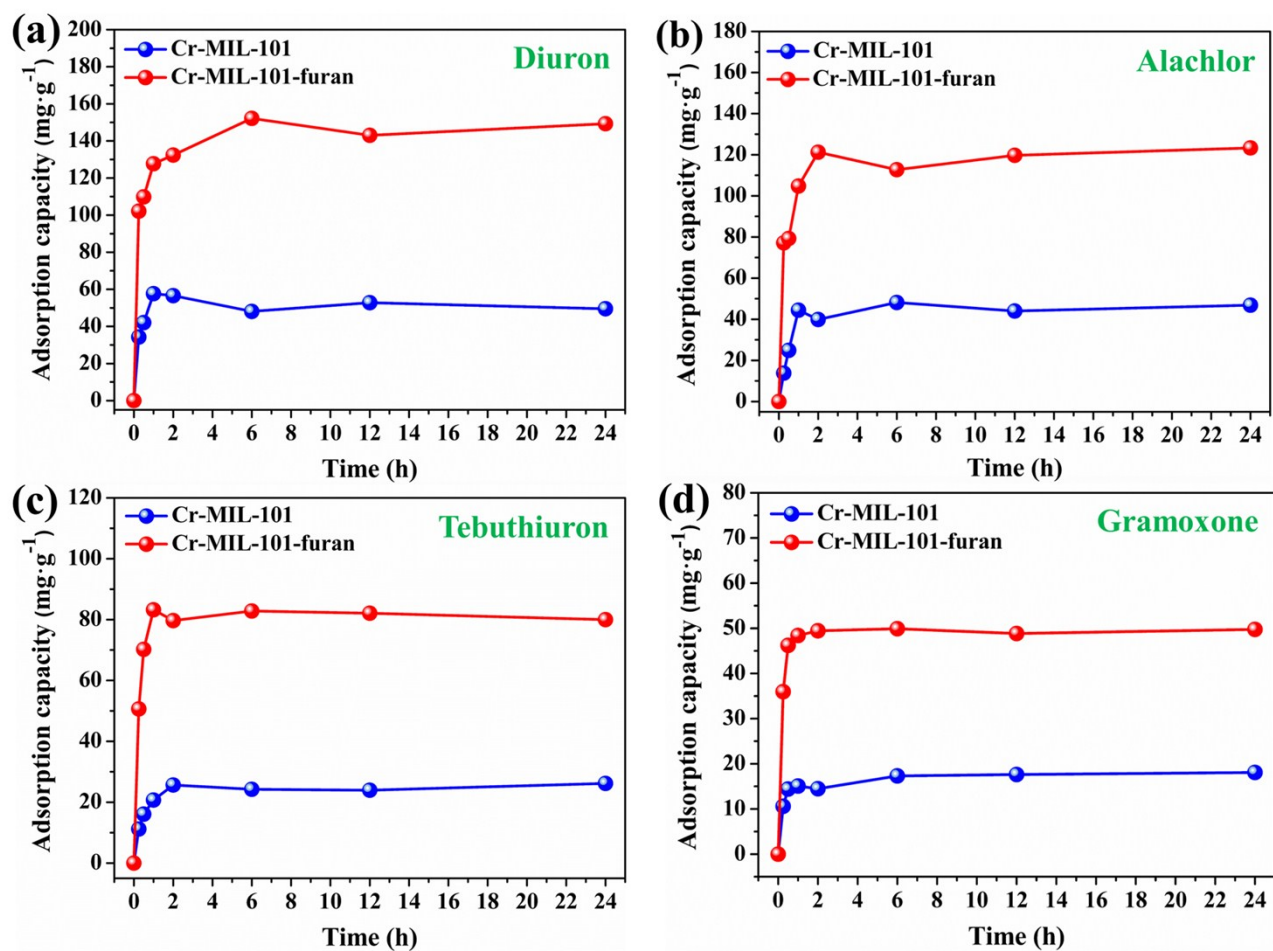 (a)
Cr-MIL-101
Cr-MIL-101-furan
Diuron
Adsorption capacity (mg·g⁻¹)
200
180
160
140
120
100
80
60
40
20
0
0 2 4 6 8 10 12 14 16 18 20 22 24
Time (h)
(b)
Cr-MIL-101
Cr-MIL-101-furan
Alachlor
Adsorption capacity (mg·g⁻¹)
180
160
140
120
100
80
60
40
20
0
0 2 4 6 8 10 12 14 16 18 20 22 24
Time (h)
(c)
Cr-MIL-101
Cr-MIL-101-furan
Tebuthiuron
Adsorption capacity (mg·g⁻¹)
120
100
80
60
40
20
0
0 2 4 6 8 10 12 14 16 18 20 22 24
Time (h)
(d)
Cr-MIL-101
Cr-MIL-101-furan
Gramoxone
Adsorption capacity (mg·g⁻¹)
80
70
60
50
40
30
20
10
0
0 2 4 6 8 10 12 14 16 18 20 22 24
Time (h)